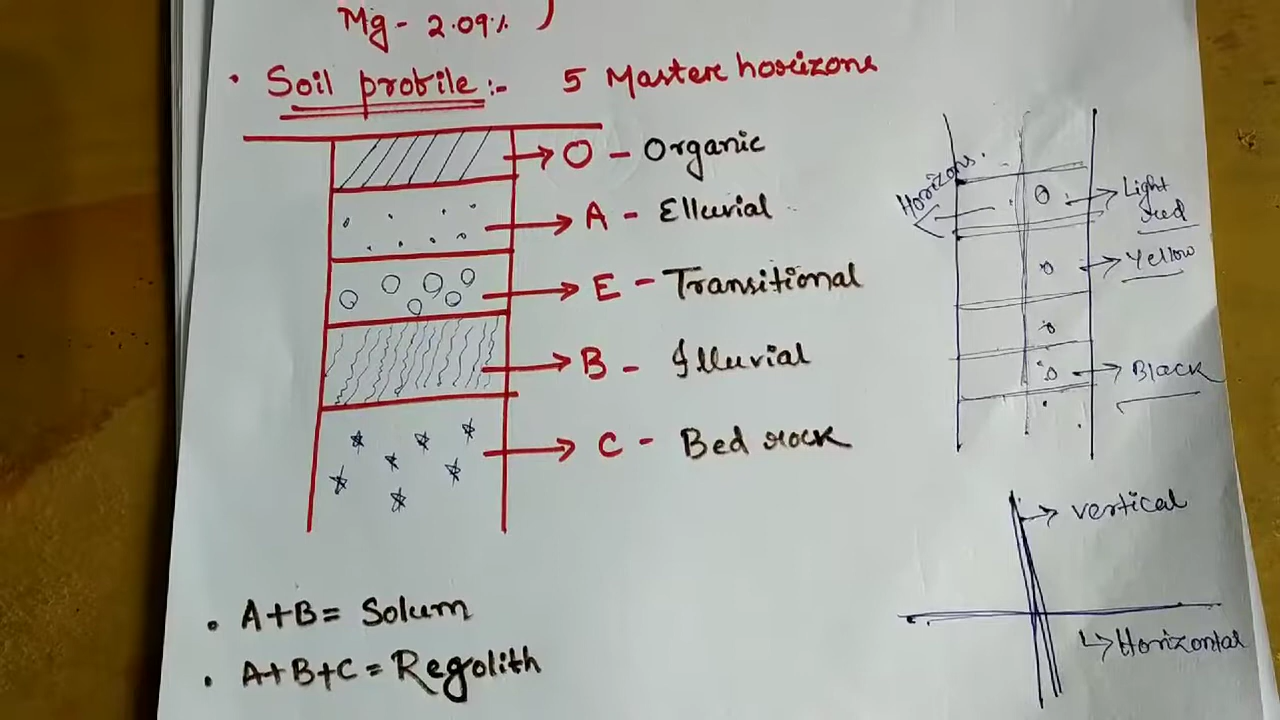 Mg - 2.09%
• Soil profile :- 5 Master horizons
O - Organic
A - Elluvial
E - Transitional
B - Illuvial
C - Bed rock
• A+B = Solum
• A+B+C = Regolith
Horizons.
Light
red
Yellow
Black
vertical
Horizontal